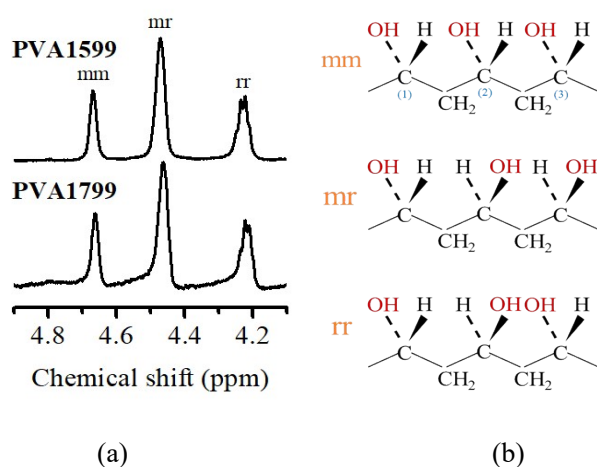 PVA1599
mm
mr
rr
PVA1799
4.8 4.6 4.4 4.2
Chemical shift (ppm)
(a)
mm
OH H OH H OH H
C C C
(1) (2) (3)
CH₂ CH₂
mr
OH H H OH H OH
C C C
CH₂ CH₂
rr
OH H H OH OH H
C C C
CH₂ CH₂
(b)